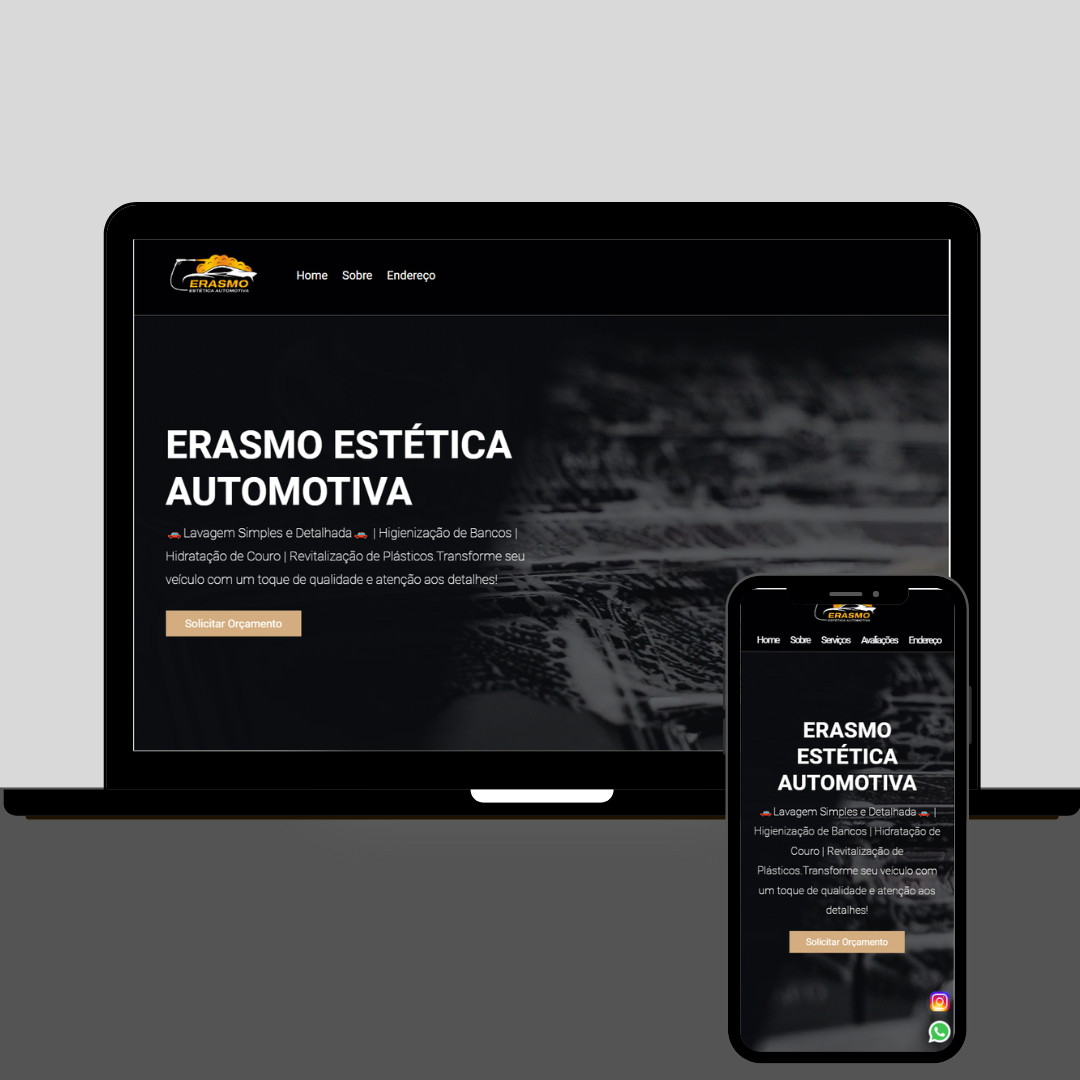 ERASMO
ESTÉTICA AUTOMOTIVA
Home Sobre Endereço
ERASMO ESTÉTICA
AUTOMOTIVA
🚗 Lavagem Simples e Detalhada 🚗 | Higienização de Bancos |
Hidratação de Couro | Revitalização de Plásticos.Transforme seu
veículo com um toque de qualidade e atenção aos detalhes!
Solicitar Orçamento
ERASMO
ESTÉTICA AUTOMOTIVA
Home Sobre Serviços Avaliações Endereço
ERASMO
ESTÉTICA
AUTOMOTIVA
🚗 Lavagem Simples e Detalhada 🚗 |
Higienização de Bancos | Hidratação de
Couro | Revitalização de
Plásticos.Transforme seu veículo com
um toque de qualidade e atenção aos
detalhes!
Solicitar Orçamento